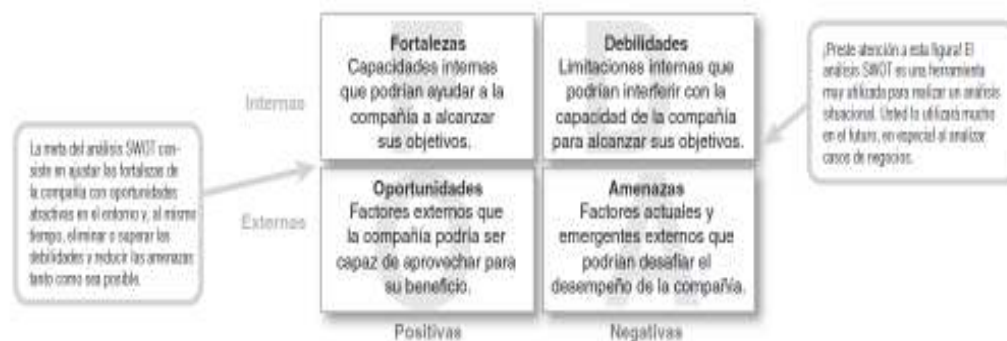 Fortalezas
Capacidades internas
que podrían ayudar a la
compañía a alcanzar
sus objetivos.
Debilidades
Limitaciones internas que
podrían interferir con la
capacidad de la compañía
para alcanzar sus objetivos.
¡Preste atención a esta figura! El
análisis SWOT es una herramienta
muy utilizada para realizar un análisis
situacional. Usted lo utilizará mucho
en el futuro, en especial al analizar
casos de negocios.
Internas
La meta del análisis SWOT con-
siste en ajustar las fortalezas de
la compañía con oportunidades
atractivas en el entorno y, al mismo
tiempo, eliminar o superar las
debilidades y reducir las amenazas
tanto como sea posible.
Externas
Oportunidades
Factores externos que
la compañía podría ser
capaz de aprovechar para
su beneficio.
Amenazas
Factores actuales y
emergentes externos que
podrían desafiar el
desempeño de la compañía.
Positivas
Negativas